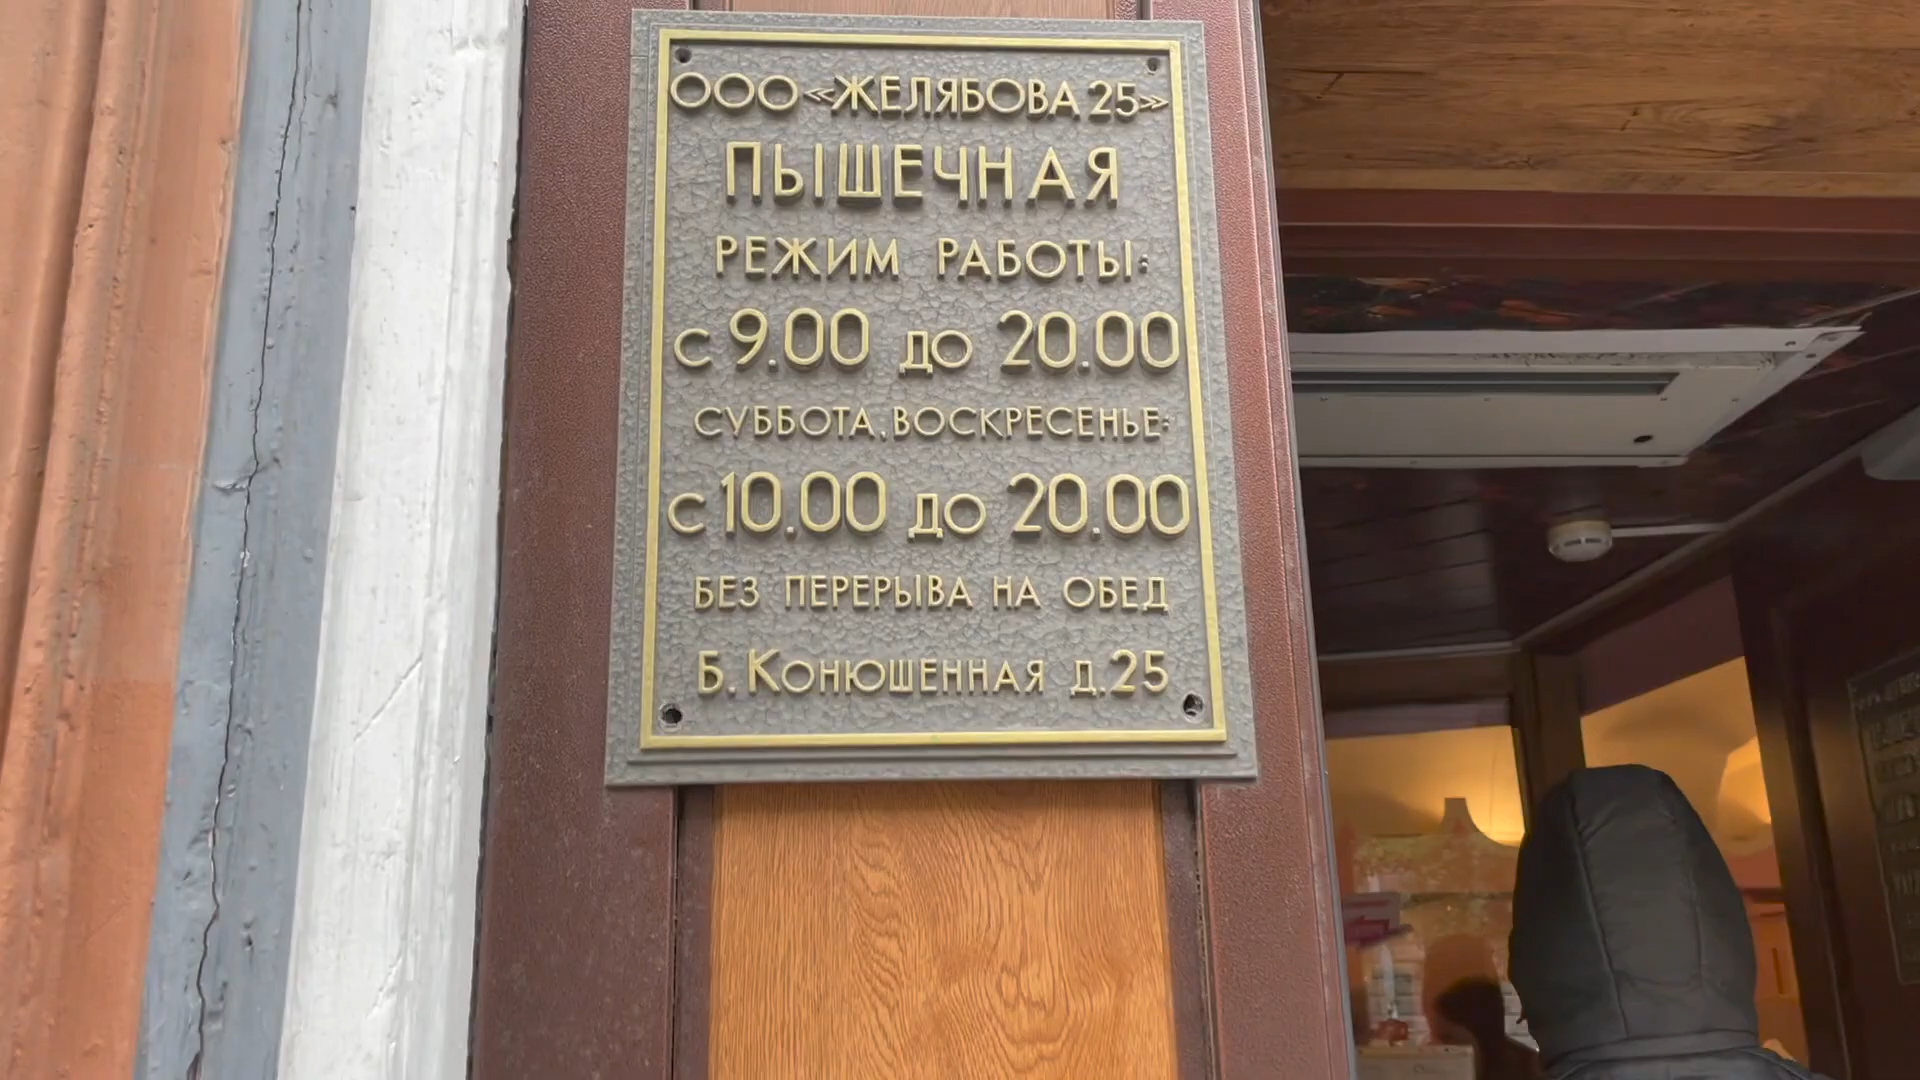 ООО «ЖЕЛЯБОВА 25»
ПЫШЕЧНАЯ
РЕЖИМ РАБОТЫ:
С 9.00 ДО 20.00
СУББОТА, ВОСКРЕСЕНЬЕ:
С 10.00 ДО 20.00
БЕЗ ПЕРЕРЫВА НА ОБЕД
Б. КОНЮШЕННАЯ Д.25